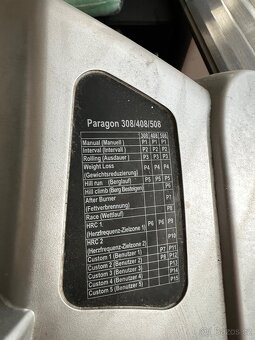 Paragon 308/408/508
308 408 508
Manual (Manuell) P1 P1 P1
Interval (Intervall) P2 P2 P2
Rolling (Ausdauer) P3 P3 P3
Weight Loss P4 P4 P4
(Gewichtsreduzierung)
Hill run (Berglauf) P5 P5 P5
Hill climb (Berg Besteigen) P6 P6
After Burner P7
(Fettverbrennung)
Race (Wettlauf) P8
HRC 1 P6 P9
(Herzfrequenz-Zielzone 1)
HRC 2 P10
(Herzfrequenz-Zielzone 2)
Custom 1 (Benutzer 1) P11
Custom 2 (Benutzer 2) P12
Custom 3 (Benutzer 3) P13
Custom 4 (Benutzer 4) P14
Custom 5 (Benutzer 5) P15